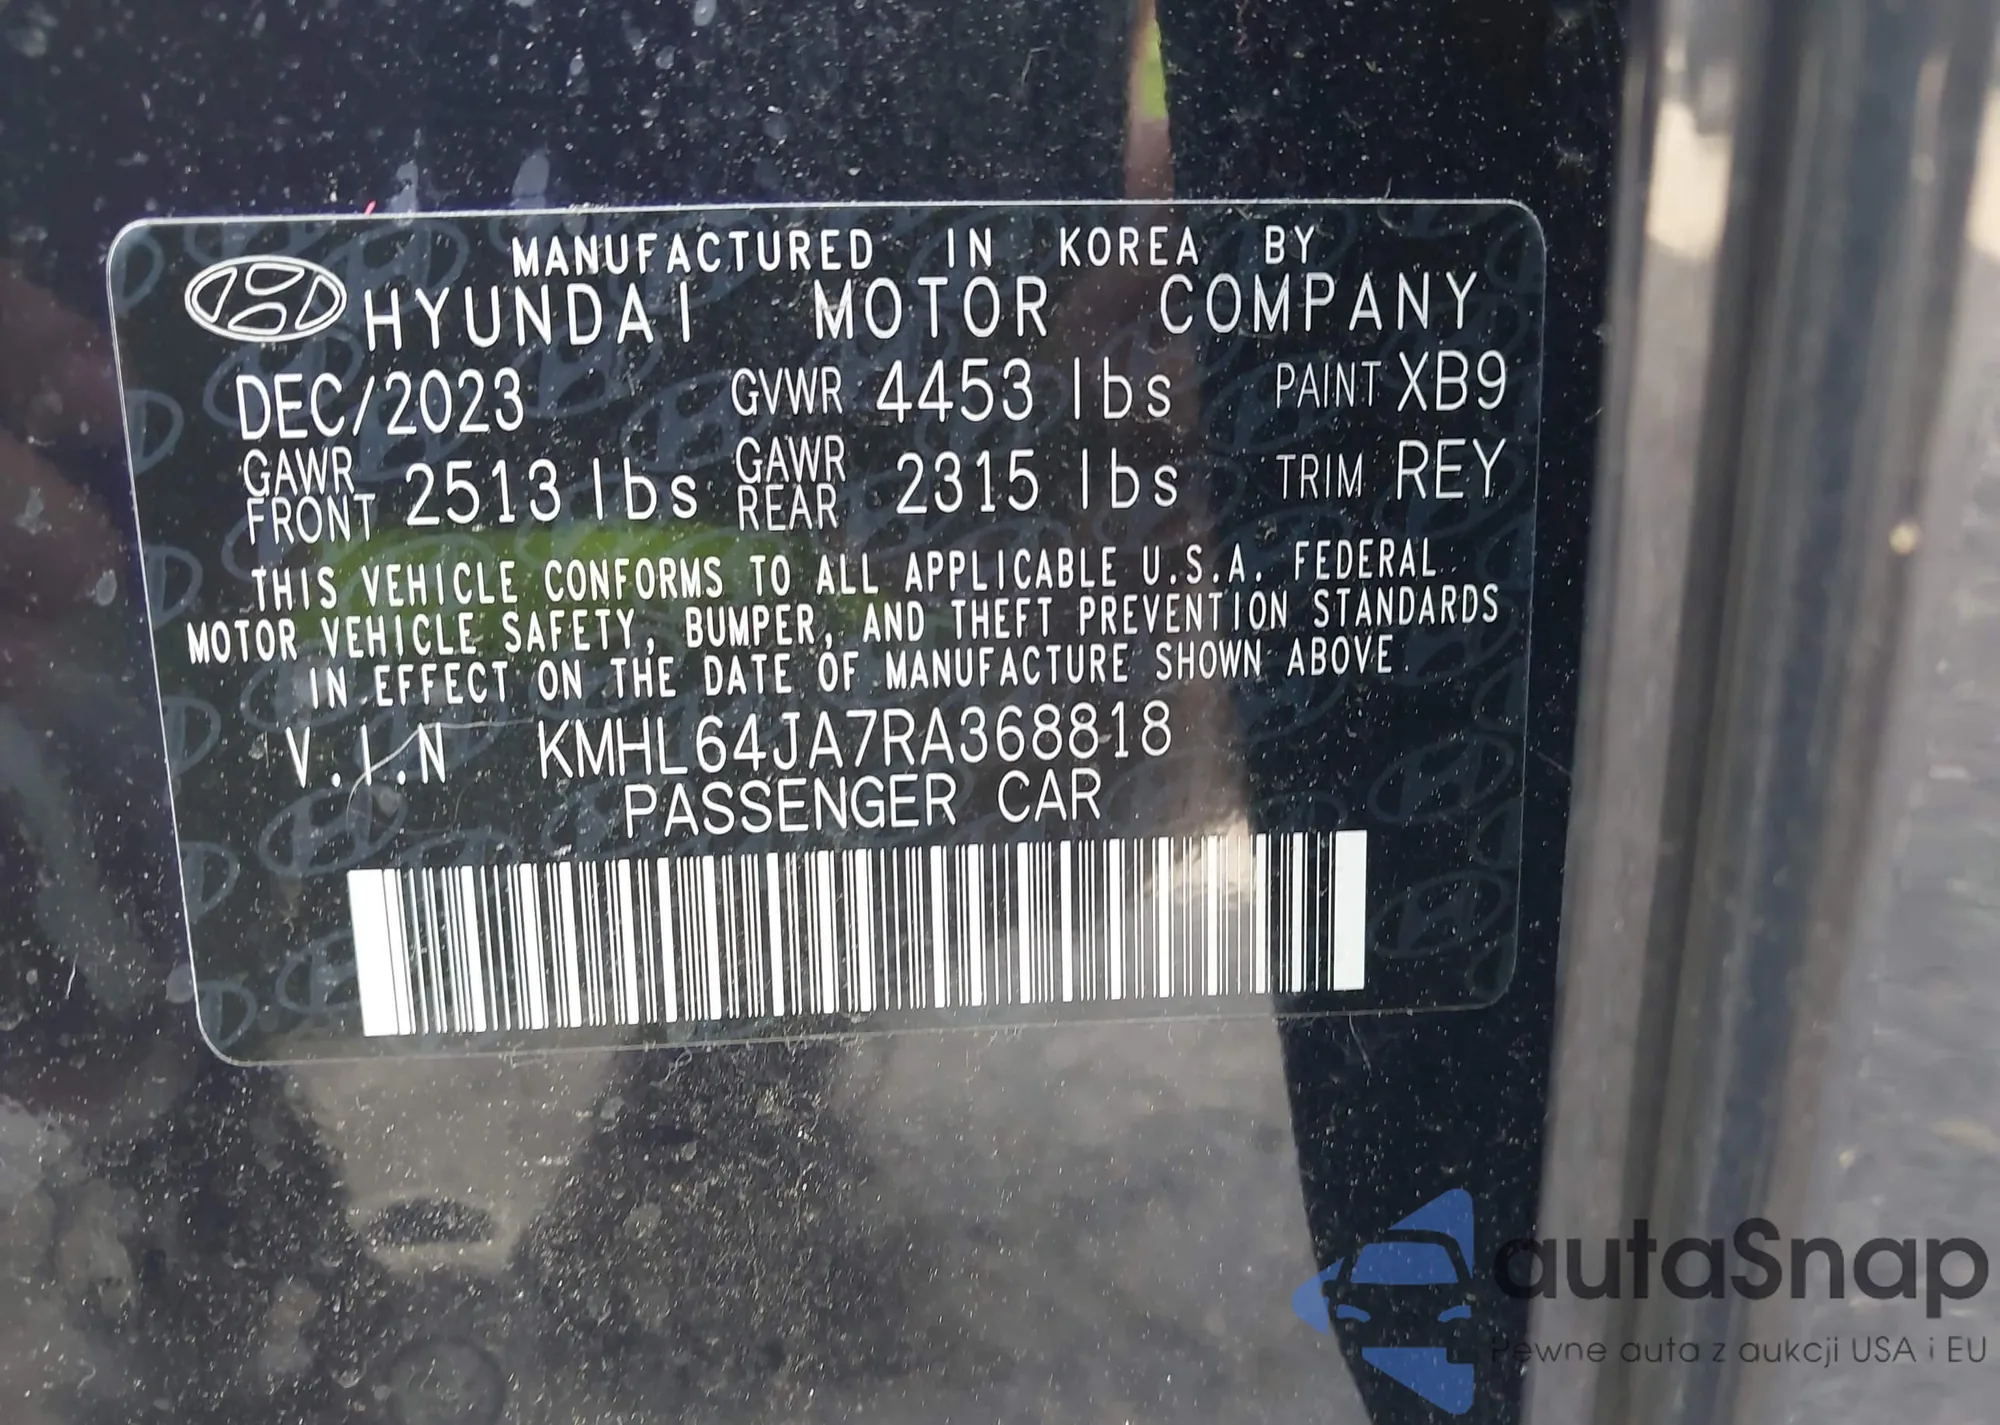 MANUFACTURED IN KOREA BY
HYUNDAI MOTOR COMPANY
DEC/2023 GVWR 4453 lbs PAINT XB9
GAWR FRONT 2513 lbs GAWR REAR 2315 lbs TRIM REY
THIS VEHICLE CONFORMS TO ALL APPLICABLE U.S.A. FEDERAL
MOTOR VEHICLE SAFETY, BUMPER, AND THEFT PREVENTION STANDARDS
IN EFFECT ON THE DATE OF MANUFACTURE SHOWN ABOVE.
V.I.N KMHL64JA7RA368818
PASSENGER CAR
autaSnap
Pewne auta z aukcji USA i EU